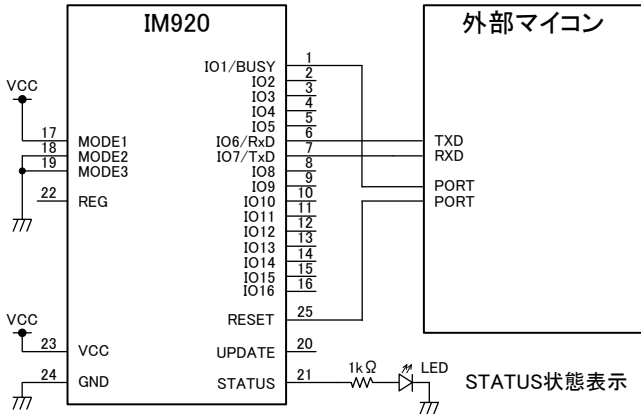 IM920
外部マイコン
VCC
17 MODE1
18 MODE2
19 MODE3
22 REG
VCC
23 VCC
24 GND
IO1/BUSY 1
IO2 2
IO3 3
IO4 4
IO5 5
IO6/RxD 6
IO7/TxD 7
IO8 8
IO9 9
IO10 10
IO11 11
IO12 12
IO13 13
IO14 14
IO15 15
IO16 16
RESET 25
UPDATE 20
STATUS 21
TXD
RXD
PORT
PORT
1kΩ
LED
STATUS状態表示